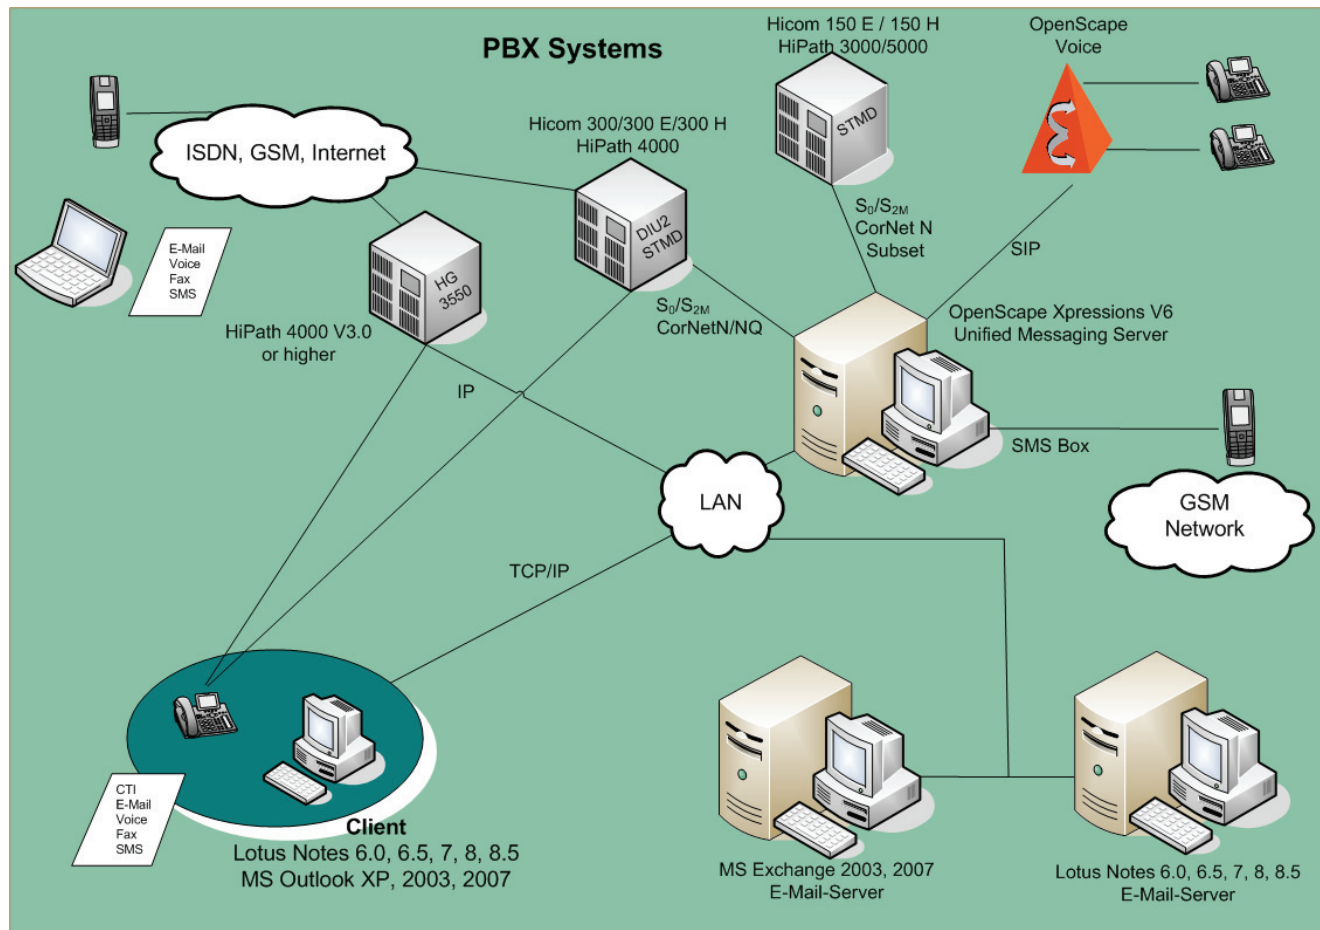 PBX Systems
Hicom 150 E / 150 H
HiPath 3000/5000
OpenScape
Voice
STMD
Hicom 300/300 E/300 H
HiPath 4000
ISDN, GSM, Internet
DIU2
STMD
S₀/S₂M
CorNet N
Subset
SIP
E-Mail
Voice
Fax
SMS
HG
3550
HiPath 4000 V3.0
or higher
S₀/S₂M
CorNetN/NQ
OpenScape Xpressions V6
Unified Messaging Server
IP
SMS Box
LAN
GSM
Network
TCP/IP
CTI
E-Mail
Voice
Fax
SMS
Client
Lotus Notes 6.0, 6.5, 7, 8, 8.5
MS Outlook XP, 2003, 2007
MS Exchange 2003, 2007
E-Mail-Server
Lotus Notes 6.0, 6.5, 7, 8, 8.5
E-Mail-Server